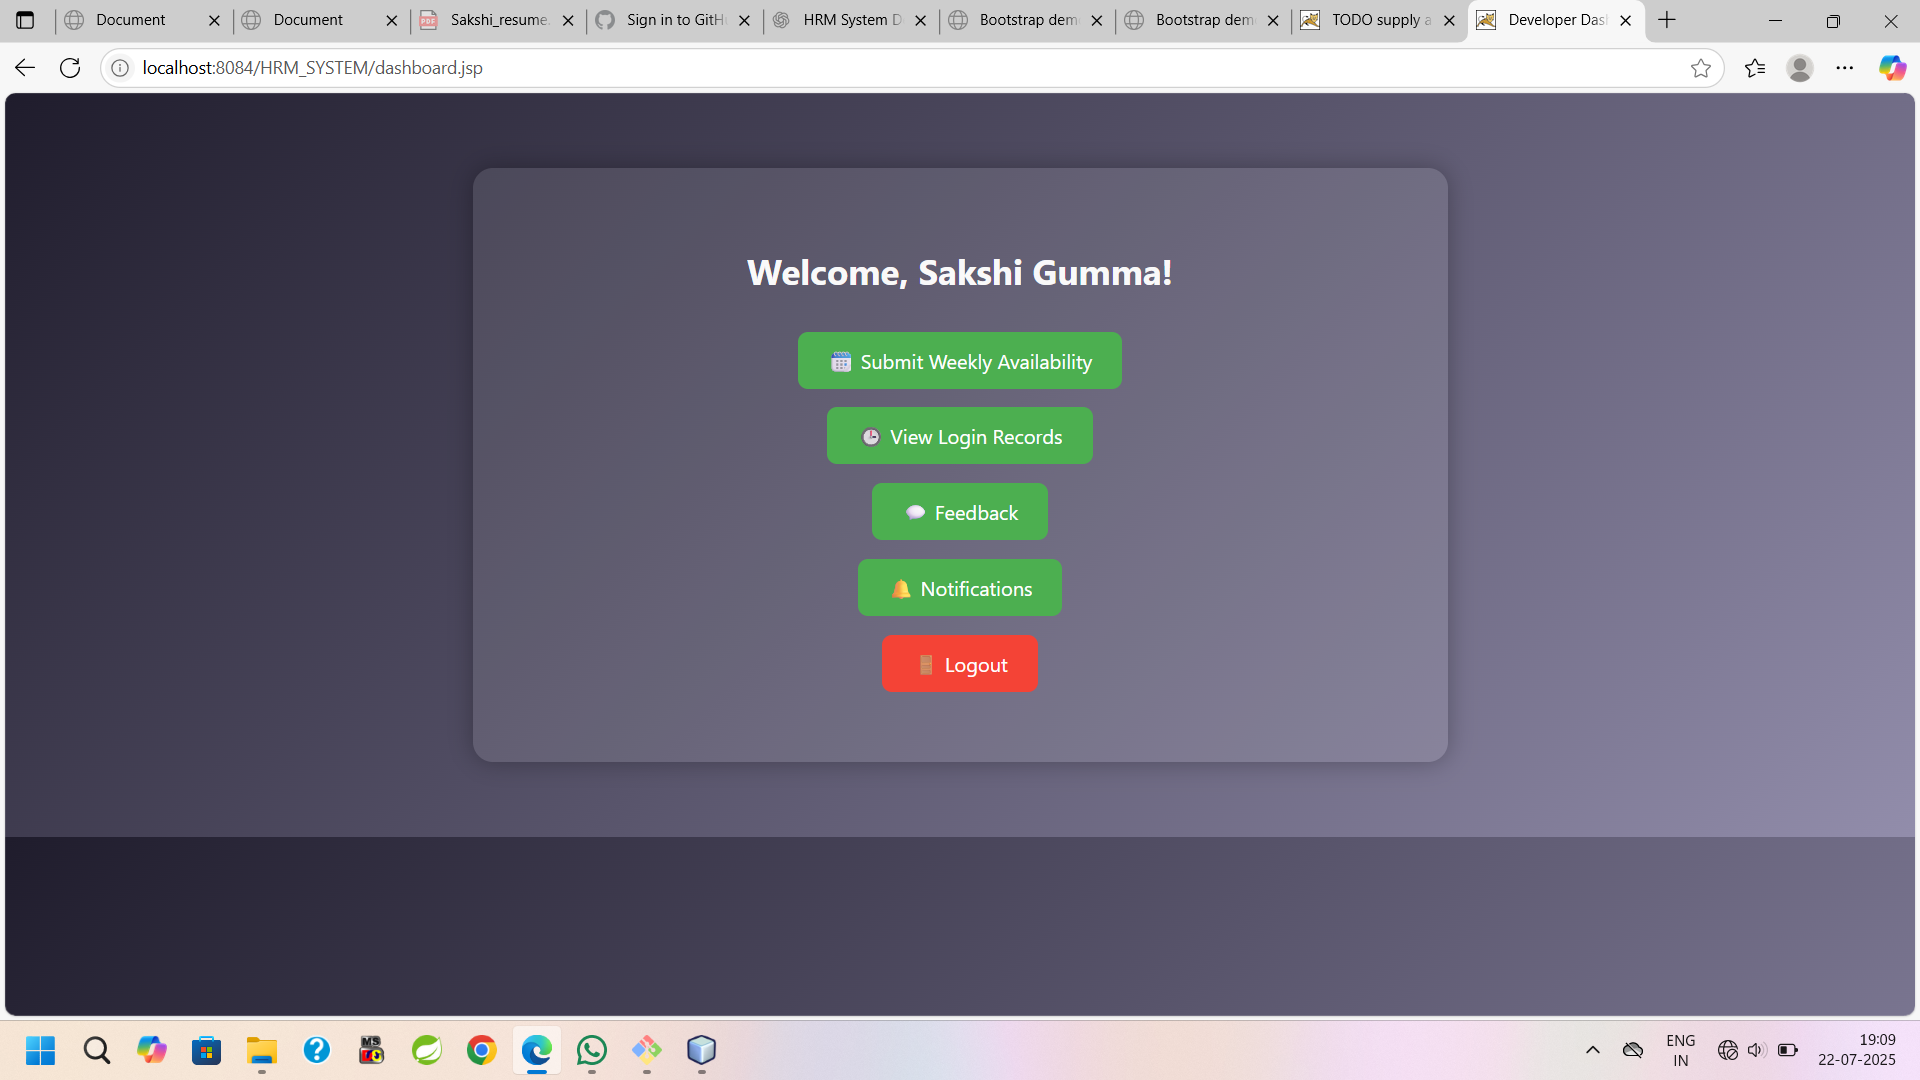 Document
Document
Sakshi_resume.
Sign in to GitH
HRM System D
Bootstrap dem
Bootstrap dem
TODO supply a
Developer Das
localhost:8084/HRM_SYSTEM/dashboard.jsp
Welcome, Sakshi Gumma!
Submit Weekly Availability
View Login Records
Feedback
Notifications
Logout
ENG
IN
19:09
22-07-2025